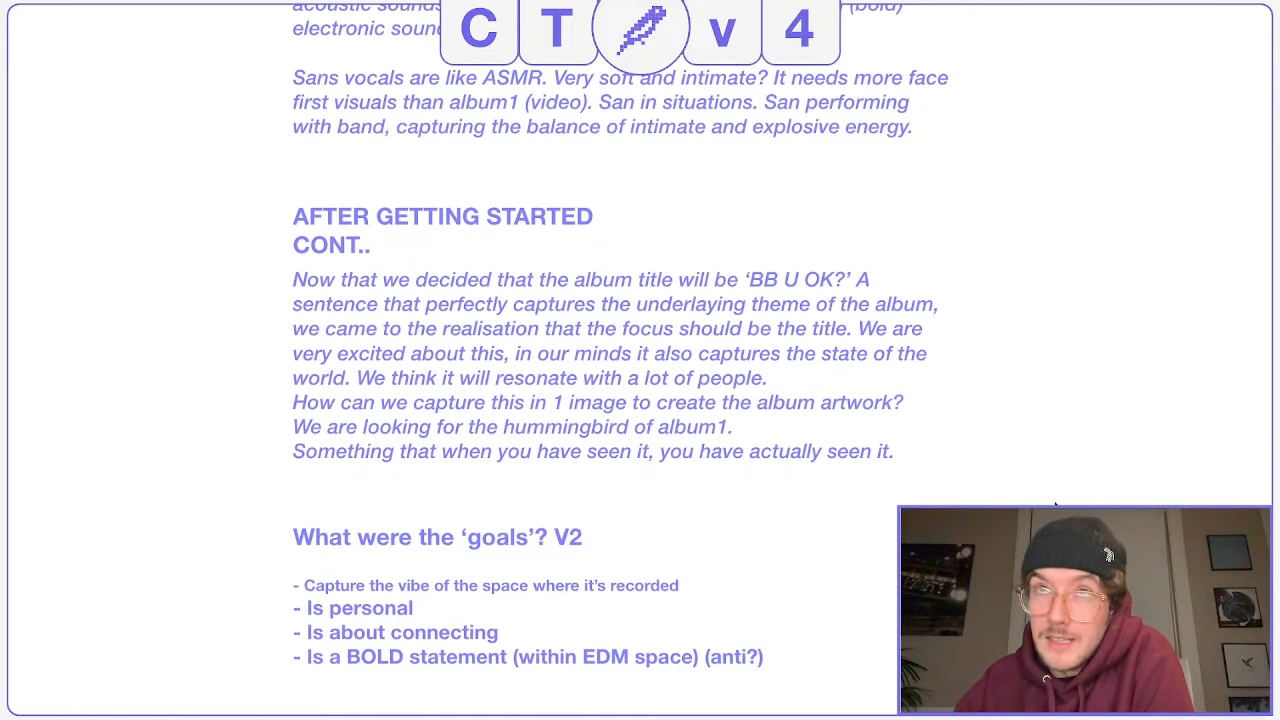 acoustic sounds (bold)
electronic soun
C T v 4
Sans vocals are like ASMR. Very soft and intimate? It needs more face
first visuals than album1 (video). San in situations. San performing
with band, capturing the balance of intimate and explosive energy.
AFTER GETTING STARTED
CONT..
Now that we decided that the album title will be ‘BB U OK?’ A
sentence that perfectly captures the underlaying theme of the album,
we came to the realisation that the focus should be the title. We are
very excited about this, in our minds it also captures the state of the
world. We think it will resonate with a lot of people.
How can we capture this in 1 image to create the album artwork?
We are looking for the hummingbird of album1.
Something that when you have seen it, you have actually seen it.
What were the ‘goals’? V2
- Capture the vibe of the space where it’s recorded
- Is personal
- Is about connecting
- Is a BOLD statement (within EDM space) (anti?)